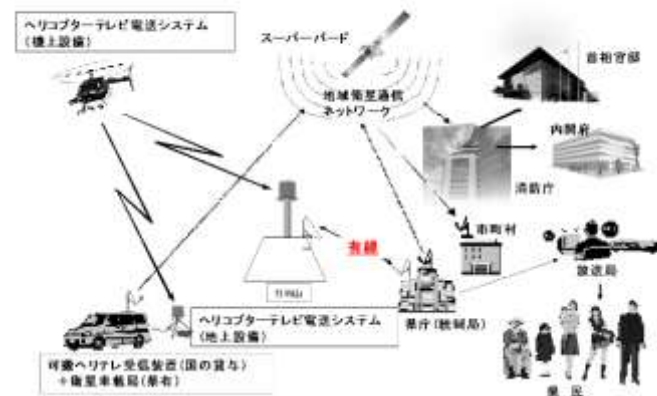 ヘリコプターテレビ電送システム
(機上設備)
スーパーバード
地域衛星通信
ネットワーク
首相官邸
内閣府
消防庁
市町村
有線
放送局
ヘリコプターテレビ電送システム
(地上設備)
県庁(統制局)
可搬ヘリテレ受信装置(国の貸与)
+衛星車載局(県有)
県民